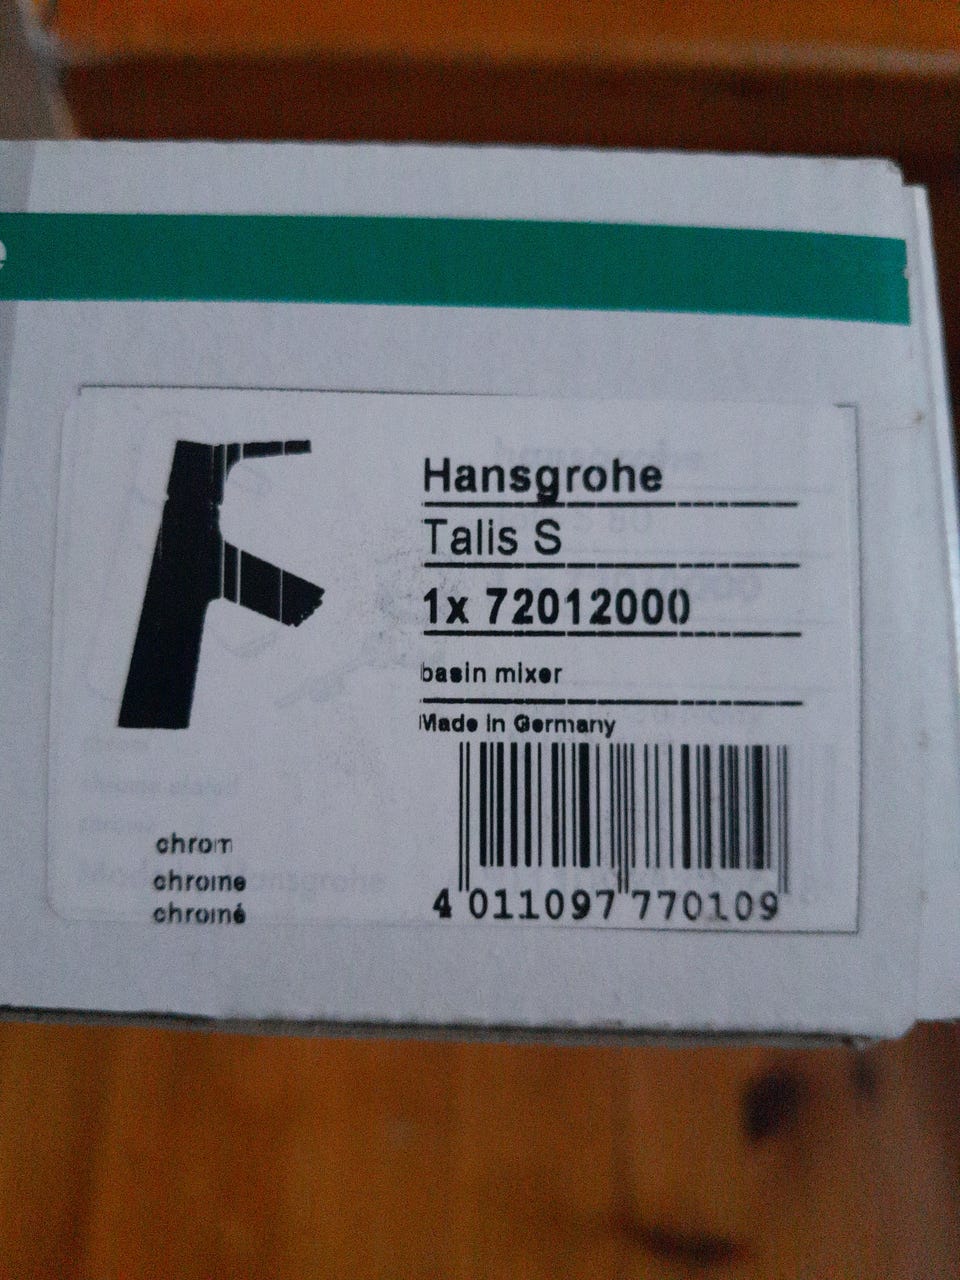 e
Hansgrohe
Talis S
1x 72012000
basin mixer
Made in Germany
chrom
chrome
chromé
4 011097 770109